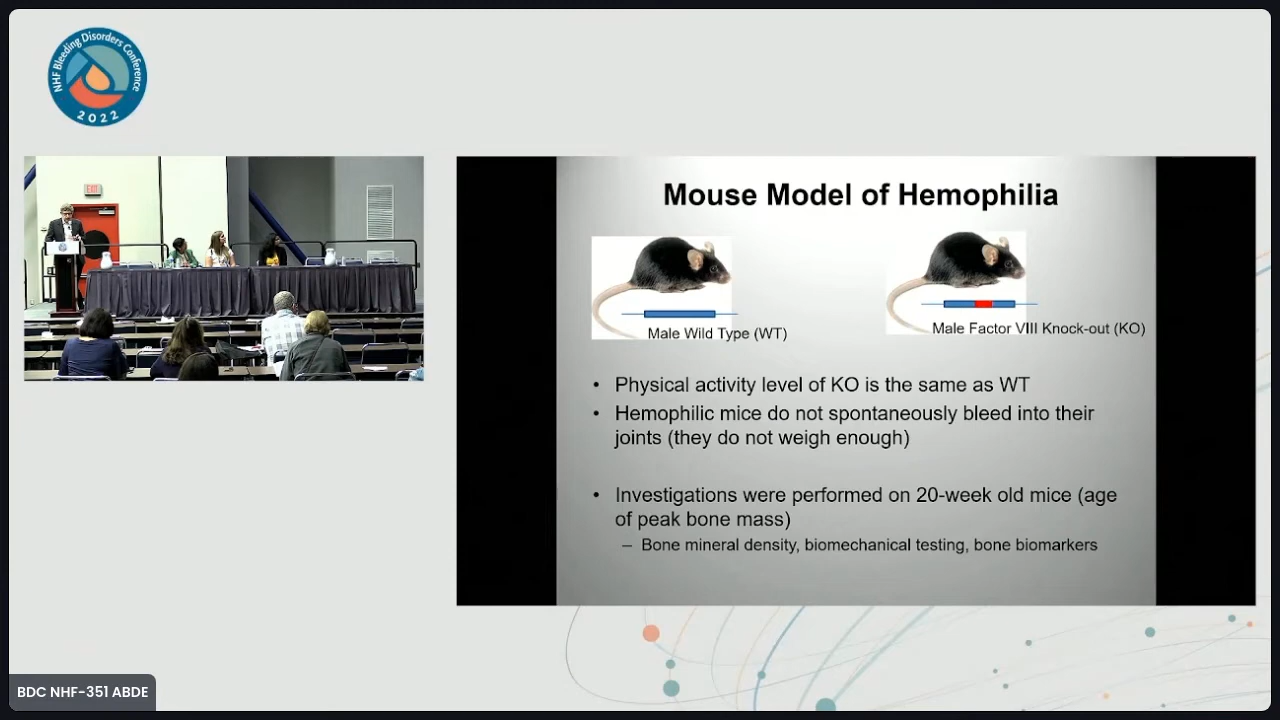 NHF Bleeding Disorders Conference
2022
EXIT
Mouse Model of Hemophilia
Male Wild Type (WT)
Male Factor VIII Knock-out (KO)
• Physical activity level of KO is the same as WT
• Hemophilic mice do not spontaneously bleed into their
joints (they do not weigh enough)
• Investigations were performed on 20-week old mice (age
of peak bone mass)
– Bone mineral density, biomechanical testing, bone biomarkers
BDC NHF-351 ABDE